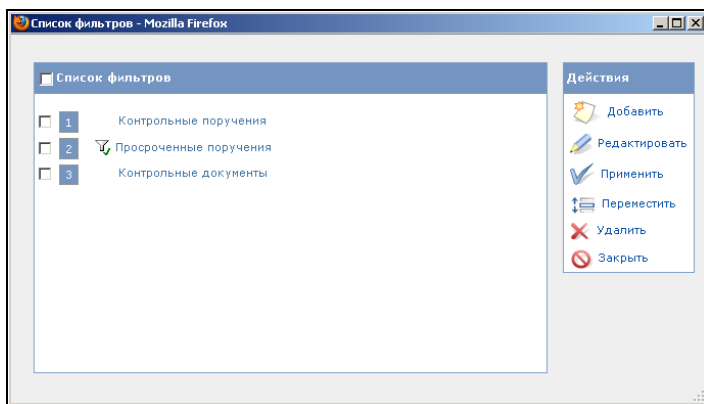 Список фильтров - Mozilla Firefox
Список фильтров
1 Контрольные поручения
2 Просроченные поручения
3 Контрольные документы
Действия
Добавить
Редактировать
Применить
Переместить
Удалить
Закрыть